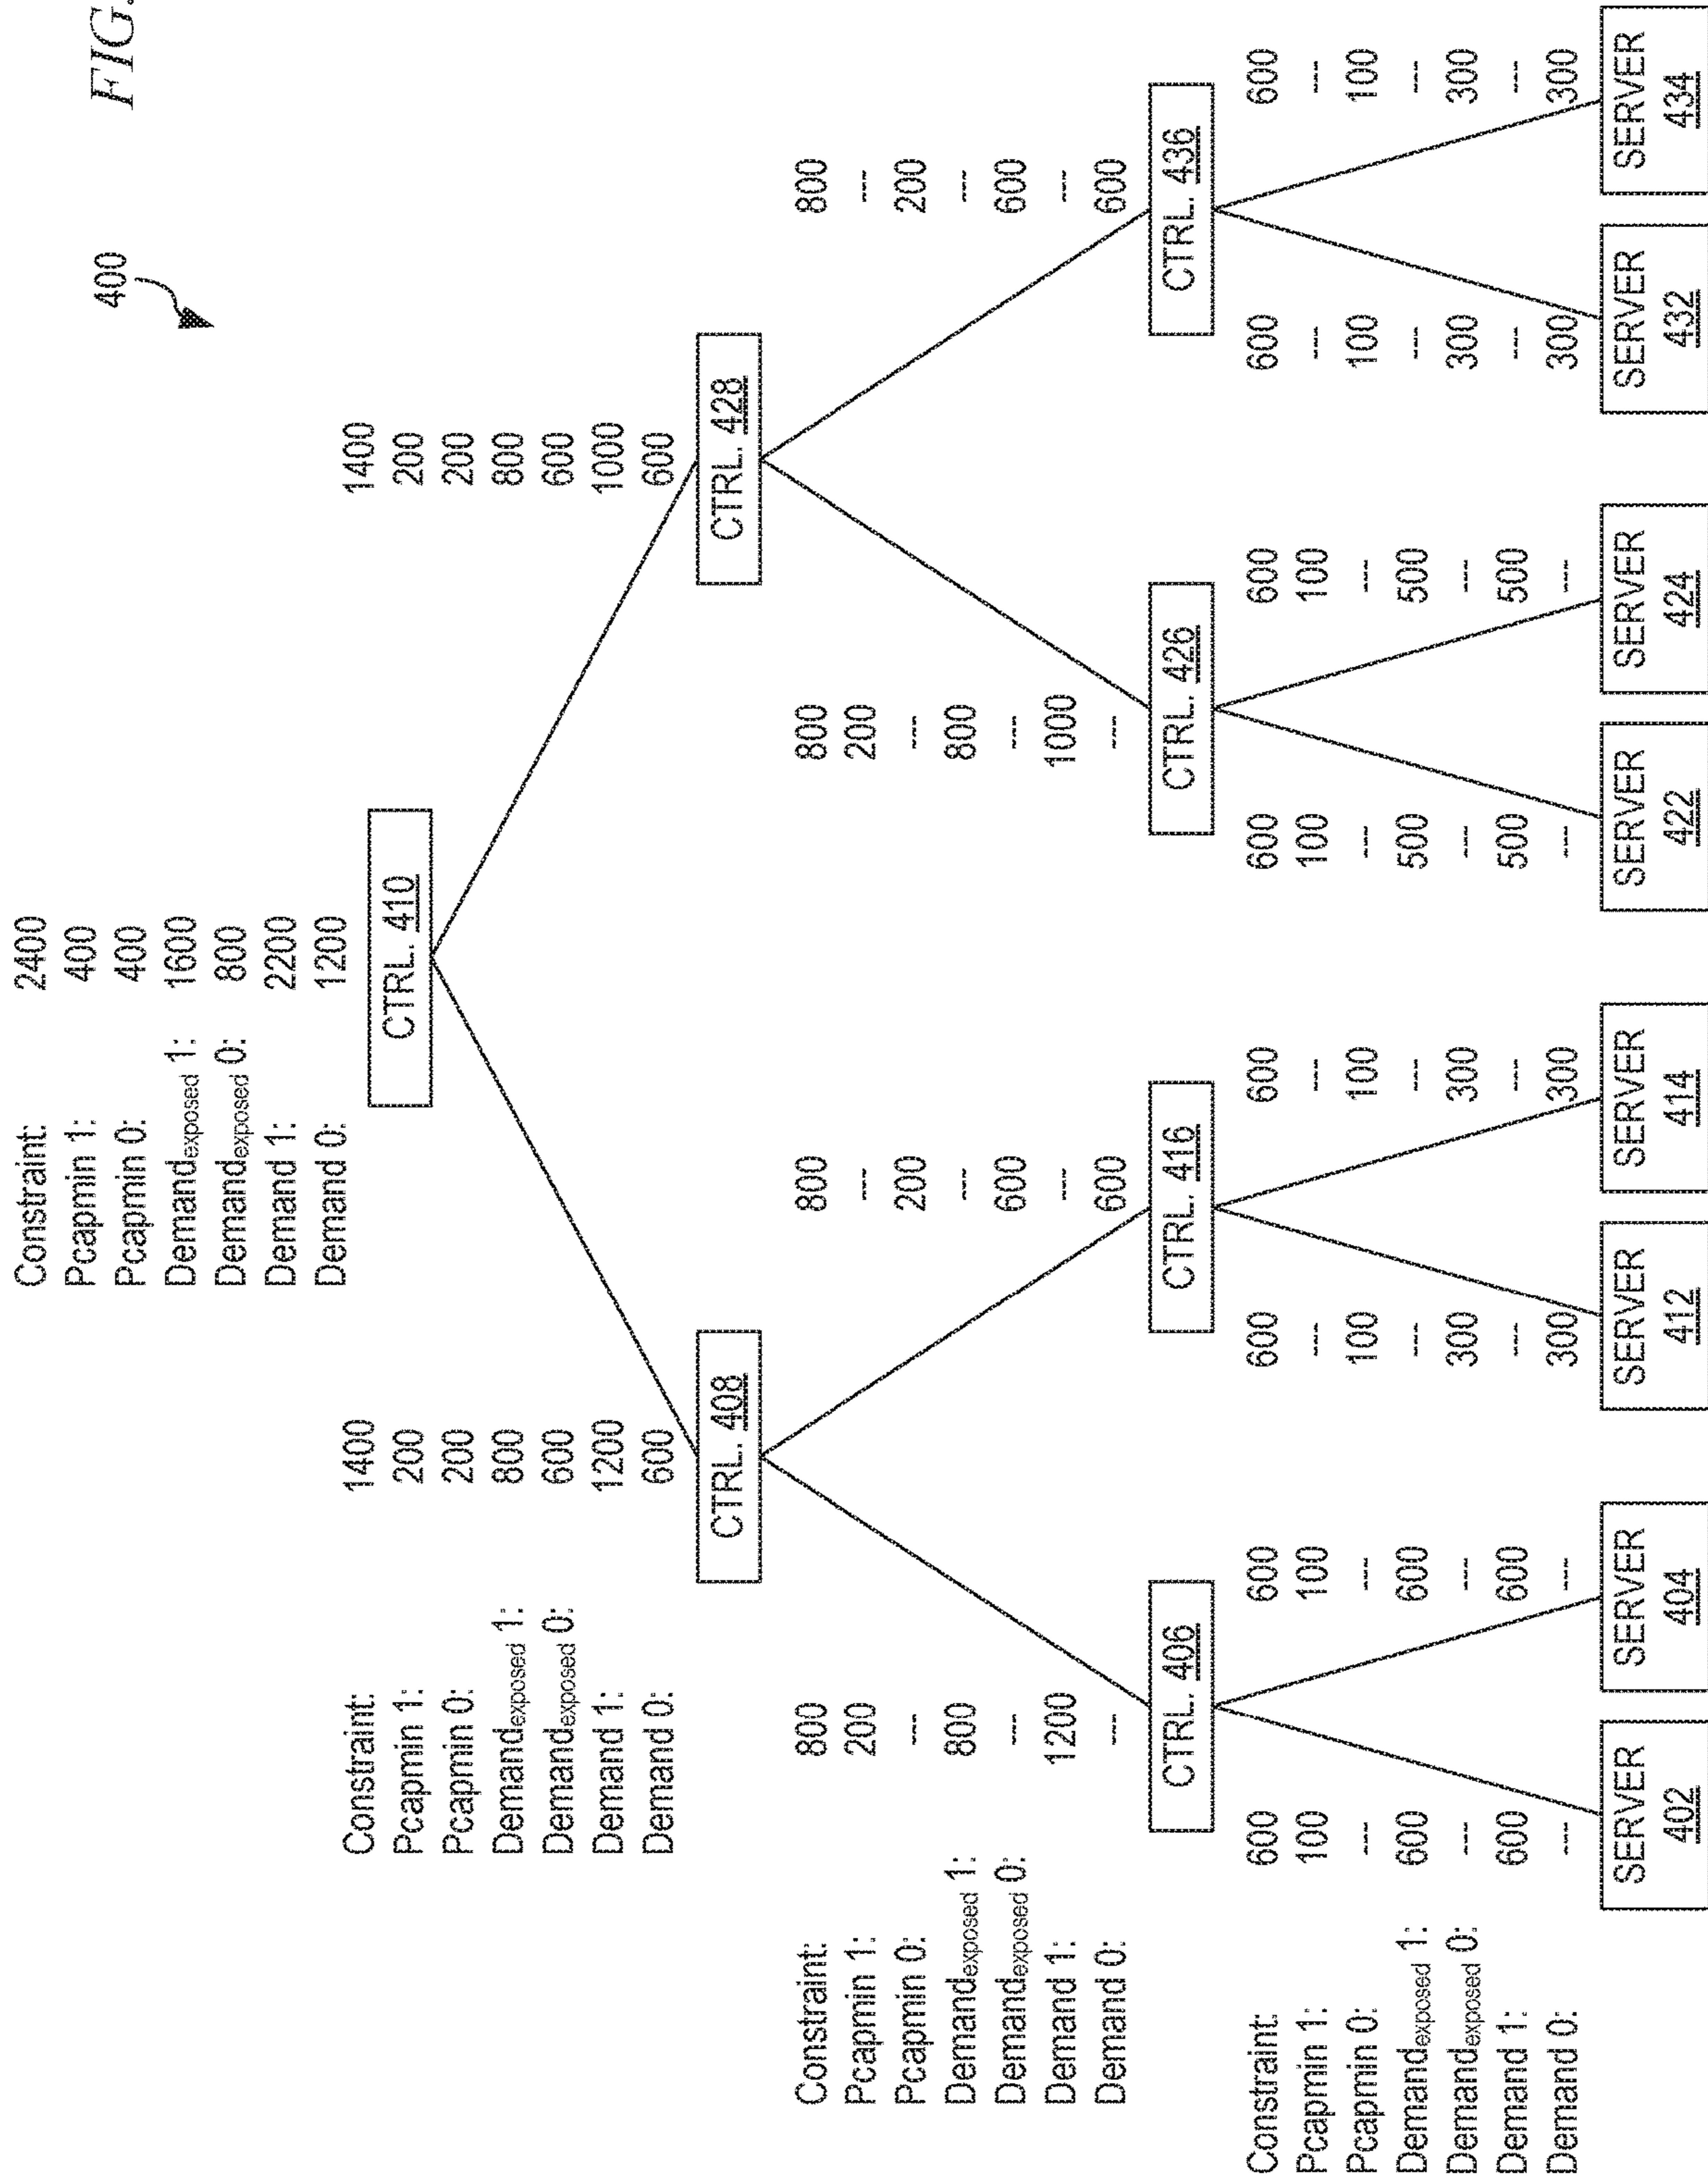 FIG.
400
Constraint: 2400
Pcapmin 1: 400
Pcapmin 0: 400
Demandexposed 1: 1600
Demandexposed 0: 800
Demand 1: 2200
Demand 0: 1200
CTRL. 410
Constraint: 1400 1400
Pcapmin 1: 200 200
Pcapmin 0: 200 200
Demandexposed 1: 800 800
Demandexposed 0: 600 600
Demand 1: 1200 1000
Demand 0: 600 600
CTRL. 408 CTRL. 428
Constraint: 800 800 800 800
Pcapmin 1: 200 --- 200 ---
Pcapmin 0: --- 200 --- 200
Demandexposed 1: 800 --- 800 ---
Demandexposed 0: --- 600 --- 600
Demand 1: 1200 --- 1000 ---
Demand 0: --- 600 --- 600
CTRL. 406 CTRL. 416 CTRL. 426 CTRL. 436
Constraint: 600 600 600 600 600 600 600 600
Pcapmin 1: 100 100 --- --- 100 100 --- ---
Pcapmin 0: --- --- 100 100 --- --- 100 100
Demandexposed 1: 600 600 --- --- 500 500 --- ---
Demandexposed 0: --- --- 300 300 --- --- 300 300
Demand 1: 600 600 --- --- 500 500 --- ---
Demand 0: --- --- 300 300 --- --- 300 300
SERVER SERVER SERVER SERVER SERVER SERVER SERVER SERVER
402 404 412 414 422 424 432 434